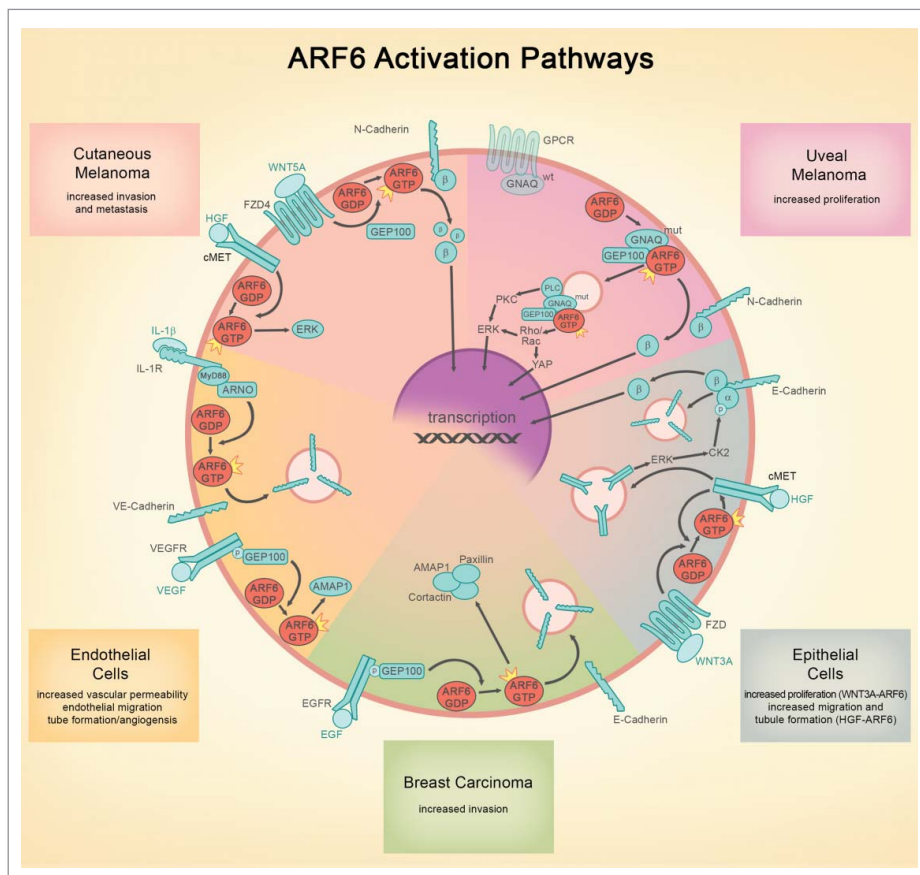 ARF6 Activation Pathways
Cutaneous
Melanoma
increased invasion
and metastasis
Uveal
Melanoma
increased proliferation
N-Cadherin
β
WNT5A
FZD4
ARF6
GDP
ARF6
GTP
GEP100
p
p
β
HGF
cMET
ARF6
GDP
ARF6
GTP
ERK
GPCR
GNAQ
wt
ARF6
GDP
GNAQ
mut
GEP100
ARF6
GTP
PLC
GNAQ
mut
GEP100
ARF6
GTP
PKC
ERK
Rho/
Rac
YAP
N-Cadherin
β
β
transcription
IL-1β
IL-1R
MyD88
ARNO
ARF6
GDP
ARF6
GTP
VE-Cadherin
VEGFR
VEGF
p
GEP100
ARF6
GDP
ARF6
GTP
AMAP1
E-Cadherin
β
α
p
β
ERK
CK2
cMET
HGF
ARF6
GTP
ARF6
GDP
FZD
WNT3A
AMAP1
Paxillin
Cortactin
EGFR
EGF
p
GEP100
ARF6
GDP
ARF6
GTP
E-Cadherin
Endothelial
Cells
increased vascular permeability
endothelial migration
tube formation/angiogensis
Epithelial
Cells
increased proliferation (WNT3A-ARF6)
increased migration and
tubule formation (HGF-ARF6)
Breast Carcinoma
increased invasion